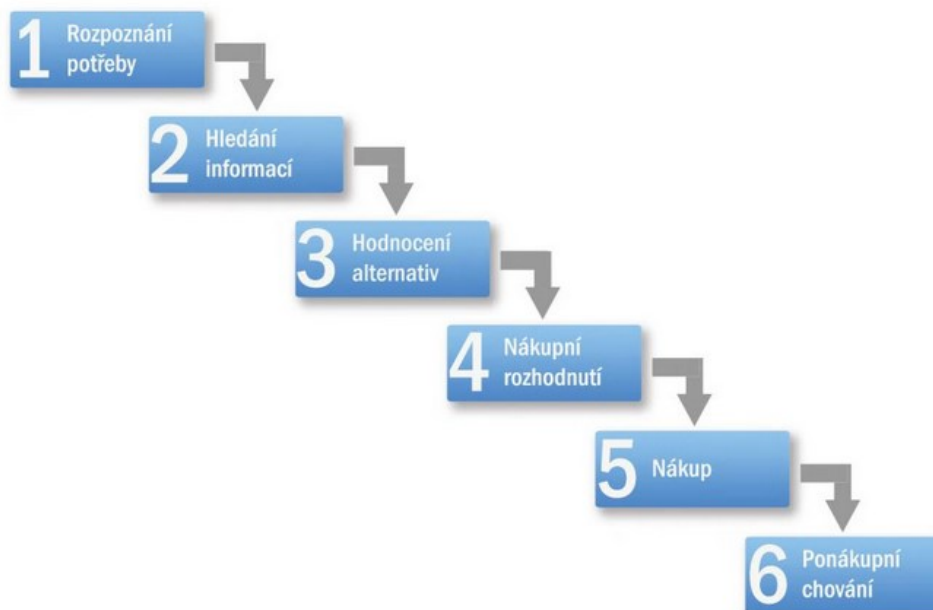 1 Rozpoznání
potřeby
2 Hledání
informací
3 Hodnocení
alternativ
4 Nákupní
rozhodnutí
5 Nákup
6 Ponákupní
chování